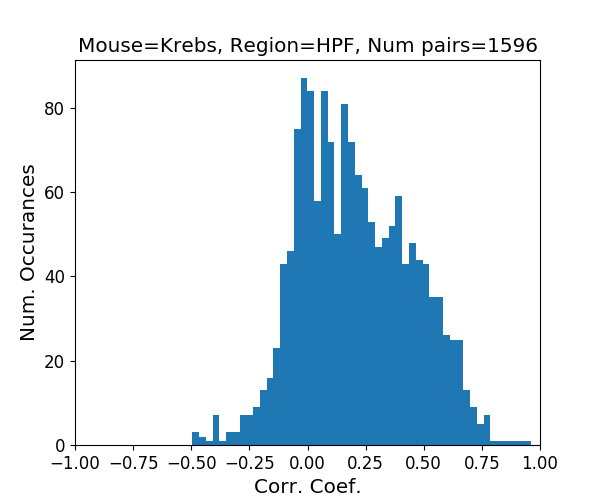 Mouse=Krebs, Region=HPF, Num pairs=1596
Num. Occurances
80
60
40
20
0
−1.00 −0.75 −0.50 −0.25 0.00 0.25 0.50 0.75 1.00
Corr. Coef.